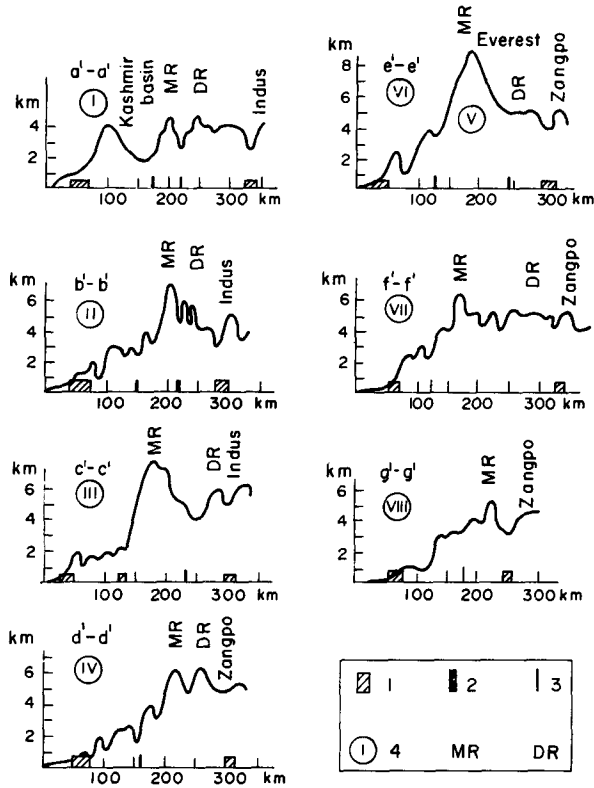 a'-a'
I
km
4
2
Kashmir
basin
MR
DR
Indus
100
200
300 km
b'-b'
II
km
6
4
2
MR
DR
Indus
100
200
300
km
c'-c'
III
km
6
4
2
MR
DR
Indus
100
200
300
km
d'-d'
IV
km
6
4
2
MR
DR
Zangpo
100
200
300
km
e'-e'
VI
km
8
6
4
2
MR
Everest
V
DR
Zangpo
100
200
300
km
f'-f'
VII
km
6
4
2
MR
DR
Zangpo
100
200
300
km
g'-g'
VIII
km
6
4
2
MR
Zangpo
100
200
300
km
1 2 3
I 4 MR DR